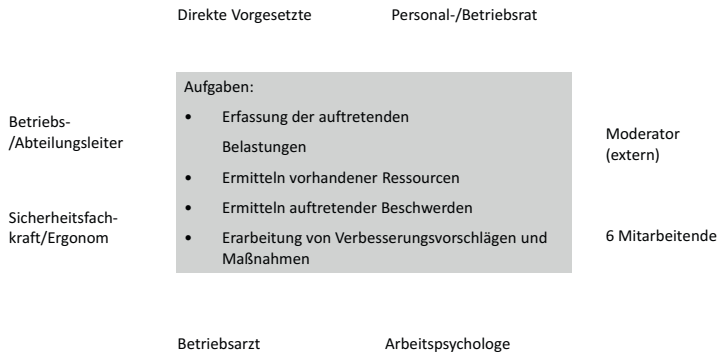 Direkte Vorgesetzte
Personal-/Betriebsrat
Betriebs-
/Abteilungsleiter
Sicherheitsfach-
kraft/Ergonom
Aufgaben:
• Erfassung der auftretenden
Belastungen
• Ermitteln vorhandener Ressourcen
• Ermitteln auftretender Beschwerden
• Erarbeitung von Verbesserungsvorschlägen und
Maßnahmen
Moderator
(extern)
6 Mitarbeitende
Betriebsarzt
Arbeitspsychologe